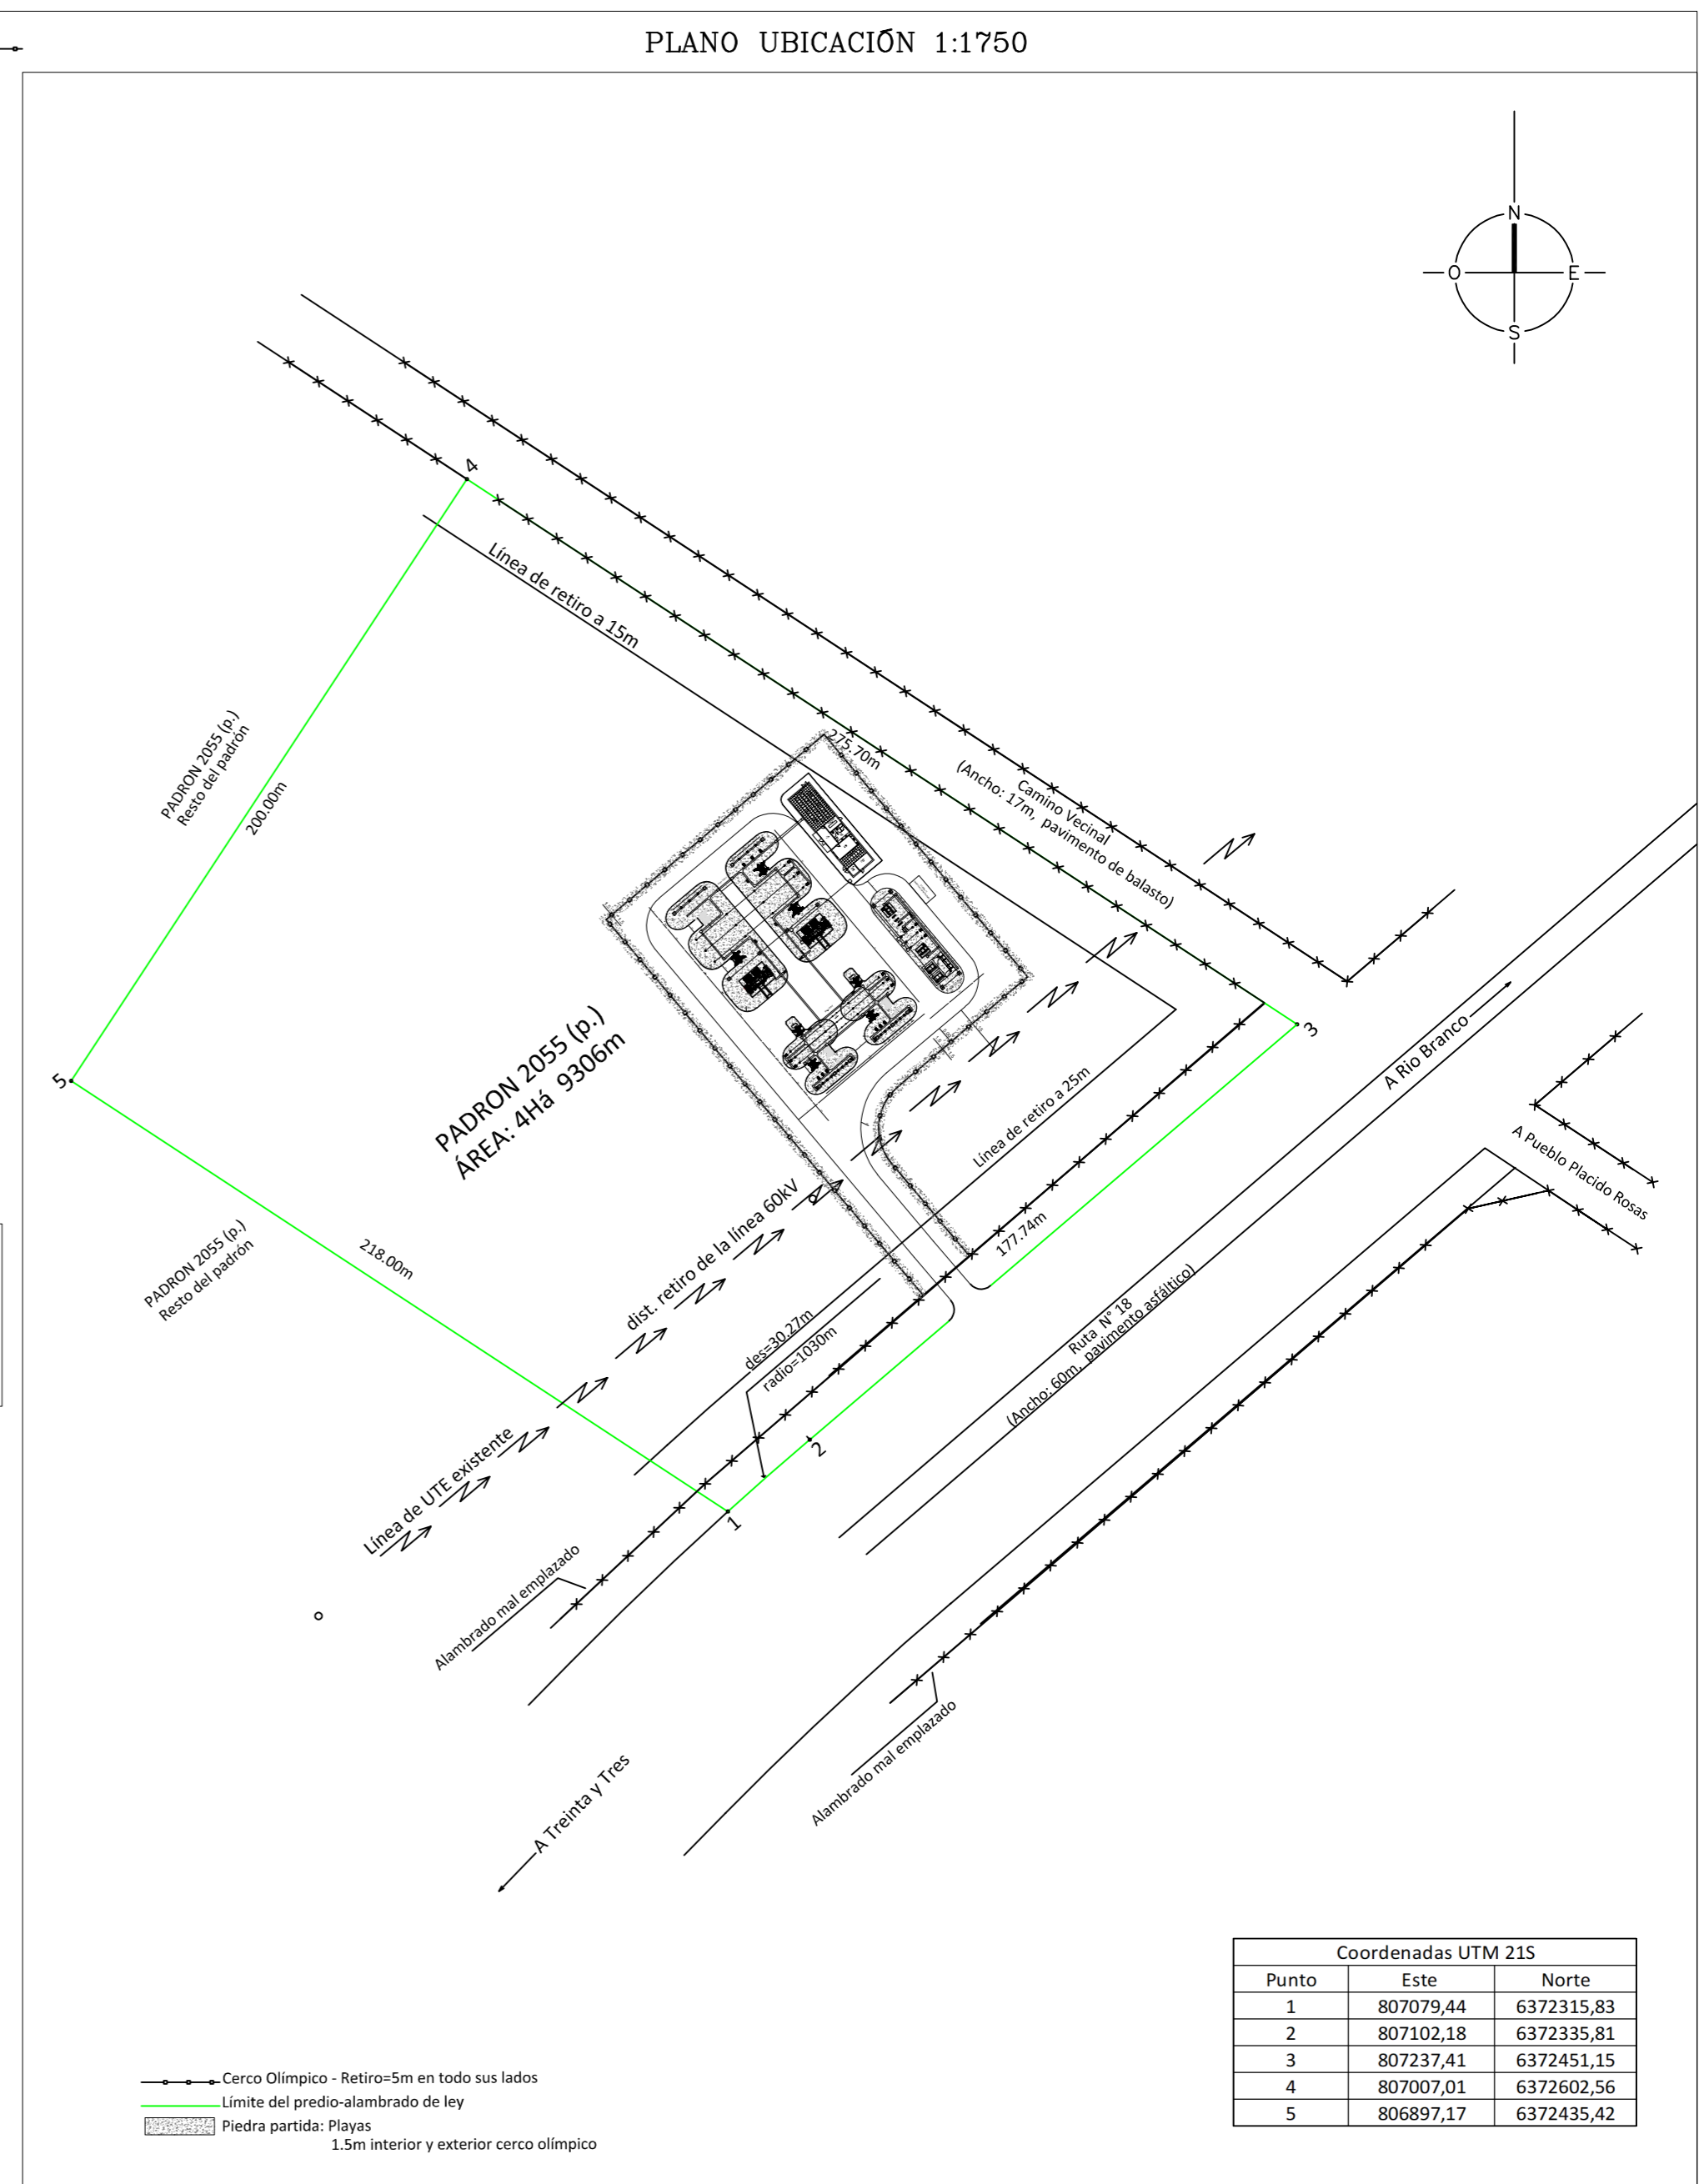 PLANO UBICACIÓN 1:1750
N
O
E
S
4
Línea de retiro a 15m
PADRON 2055 (p.)
Resto del padrón
200.00m
275.70m
Camino Vecinal
(Ancho: 17m, pavimento de balasto)
3
5
PADRON 2055 (p.)
ÁREA: 4Há 9306m
A Rio Branco
Línea de retiro a 25m
A Pueblo Placido Rosas
177.74m
dist. retiro de la línea 60kV
PADRON 2055 (p.)
Resto del padrón
218.00m
des=30.27m
radio=1030m
Ruta N° 18
(Ancho: 60m, pavimento asfáltico)
2
1
Línea de UTE existente
Alambrado mal emplazado
Alambrado mal emplazado
A Treinta y Tres
Coordenadas UTM 21S
Punto Este Norte
1 807079,44 6372315,83
2 807102,18 6372335,81
3 807237,41 6372451,15
4 807007,01 6372602,56
5 806897,17 6372435,42
Cerco Olímpico - Retiro=5m en todo sus lados
Límite del predio-alambrado de ley
Piedra partida: Playas
1.5m interior y exterior cerco olímpico